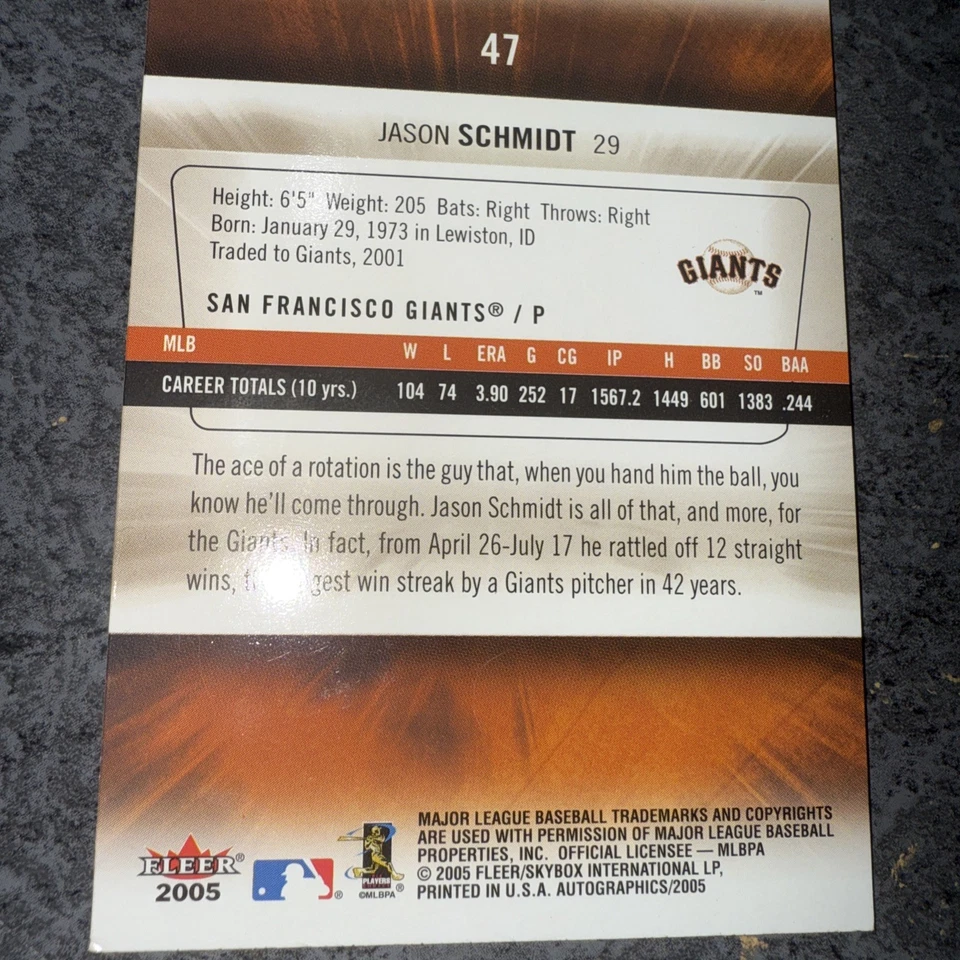 47
JASON SCHMIDT 29
Height: 6'5" Weight: 205 Bats: Right Throws: Right
Born: January 29, 1973 in Lewiston, ID
Traded to Giants, 2001
GIANTS™
SAN FRANCISCO GIANTS® / P
MLB W L ERA G CG IP H BB SO BAA
CAREER TOTALS (10 yrs.) 104 74 3.90 252 17 1567.2 1449 601 1383 .244
The ace of a rotation is the guy that, when you hand him the ball, you
know he'll come through. Jason Schmidt is all of that, and more, for
the Giants. In fact, from April 26-July 17 he rattled off 12 straight
wins, win streak by a Giants pitcher in 42 years.
FLEER®
2005
®
PLAYERS
®
©MLBPA
MAJOR LEAGUE BASEBALL TRADEMARKS AND COPYRIGHTS
ARE USED WITH PERMISSION OF MAJOR LEAGUE BASEBALL
PROPERTIES, INC. OFFICIAL LICENSEE — MLBPA
© 2005 FLEER/SKYBOX INTERNATIONAL LP,
PRINTED IN U.S.A. AUTOGRAPHICS/2005